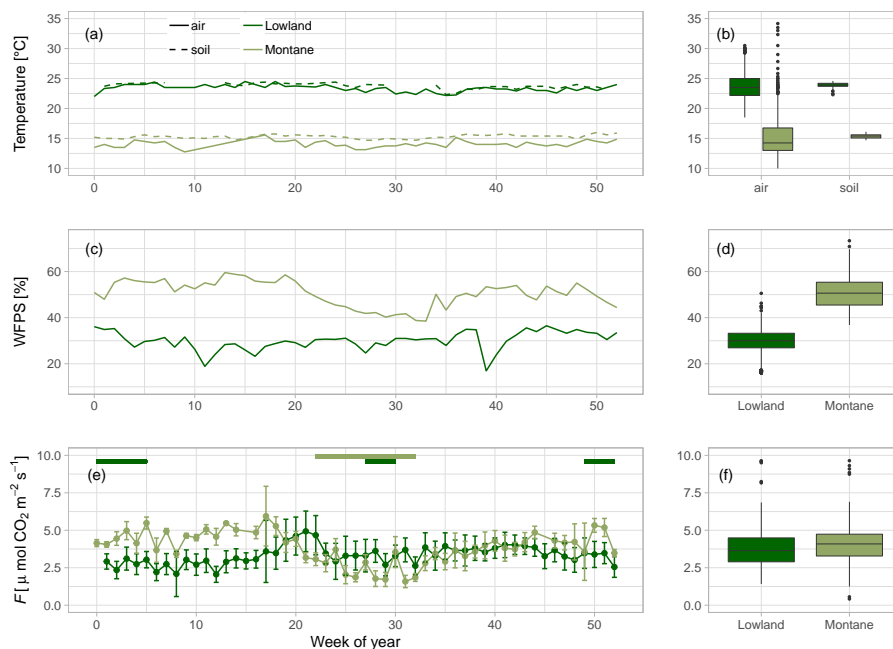 (a)
air
soil
Lowland
Montane
Temperature [°C]
35
30
25
20
15
10
0
10
20
30
40
50
(b)
35
30
25
20
15
10
air
soil
(c)
WFPS [%]
60
40
20
0
10
20
30
40
50
(d)
60
40
20
Lowland
Montane
(e)
F [ μ mol CO₂ m⁻² s⁻¹]
10.0
7.5
5.0
2.5
0.0
0
10
20
30
40
50
Week of year
(f)
10.0
7.5
5.0
2.5
0.0
Lowland
Montane